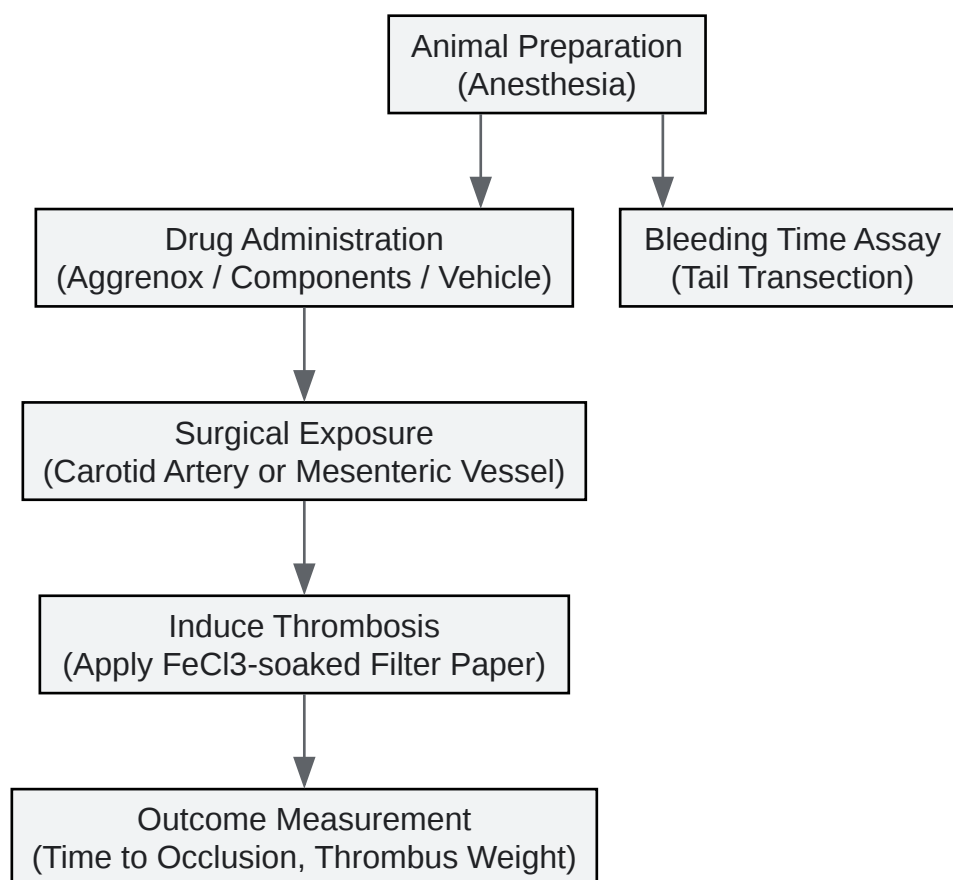 Animal Preparation
(Anesthesia)
Drug Administration
(Aggrenox / Components / Vehicle)
Bleeding Time Assay
(Tail Transection)
Surgical Exposure
(Carotid Artery or Mesenteric Vessel)
Induce Thrombosis
(Apply FeCl3-soaked Filter Paper)
Outcome Measurement
(Time to Occlusion, Thrombus Weight)